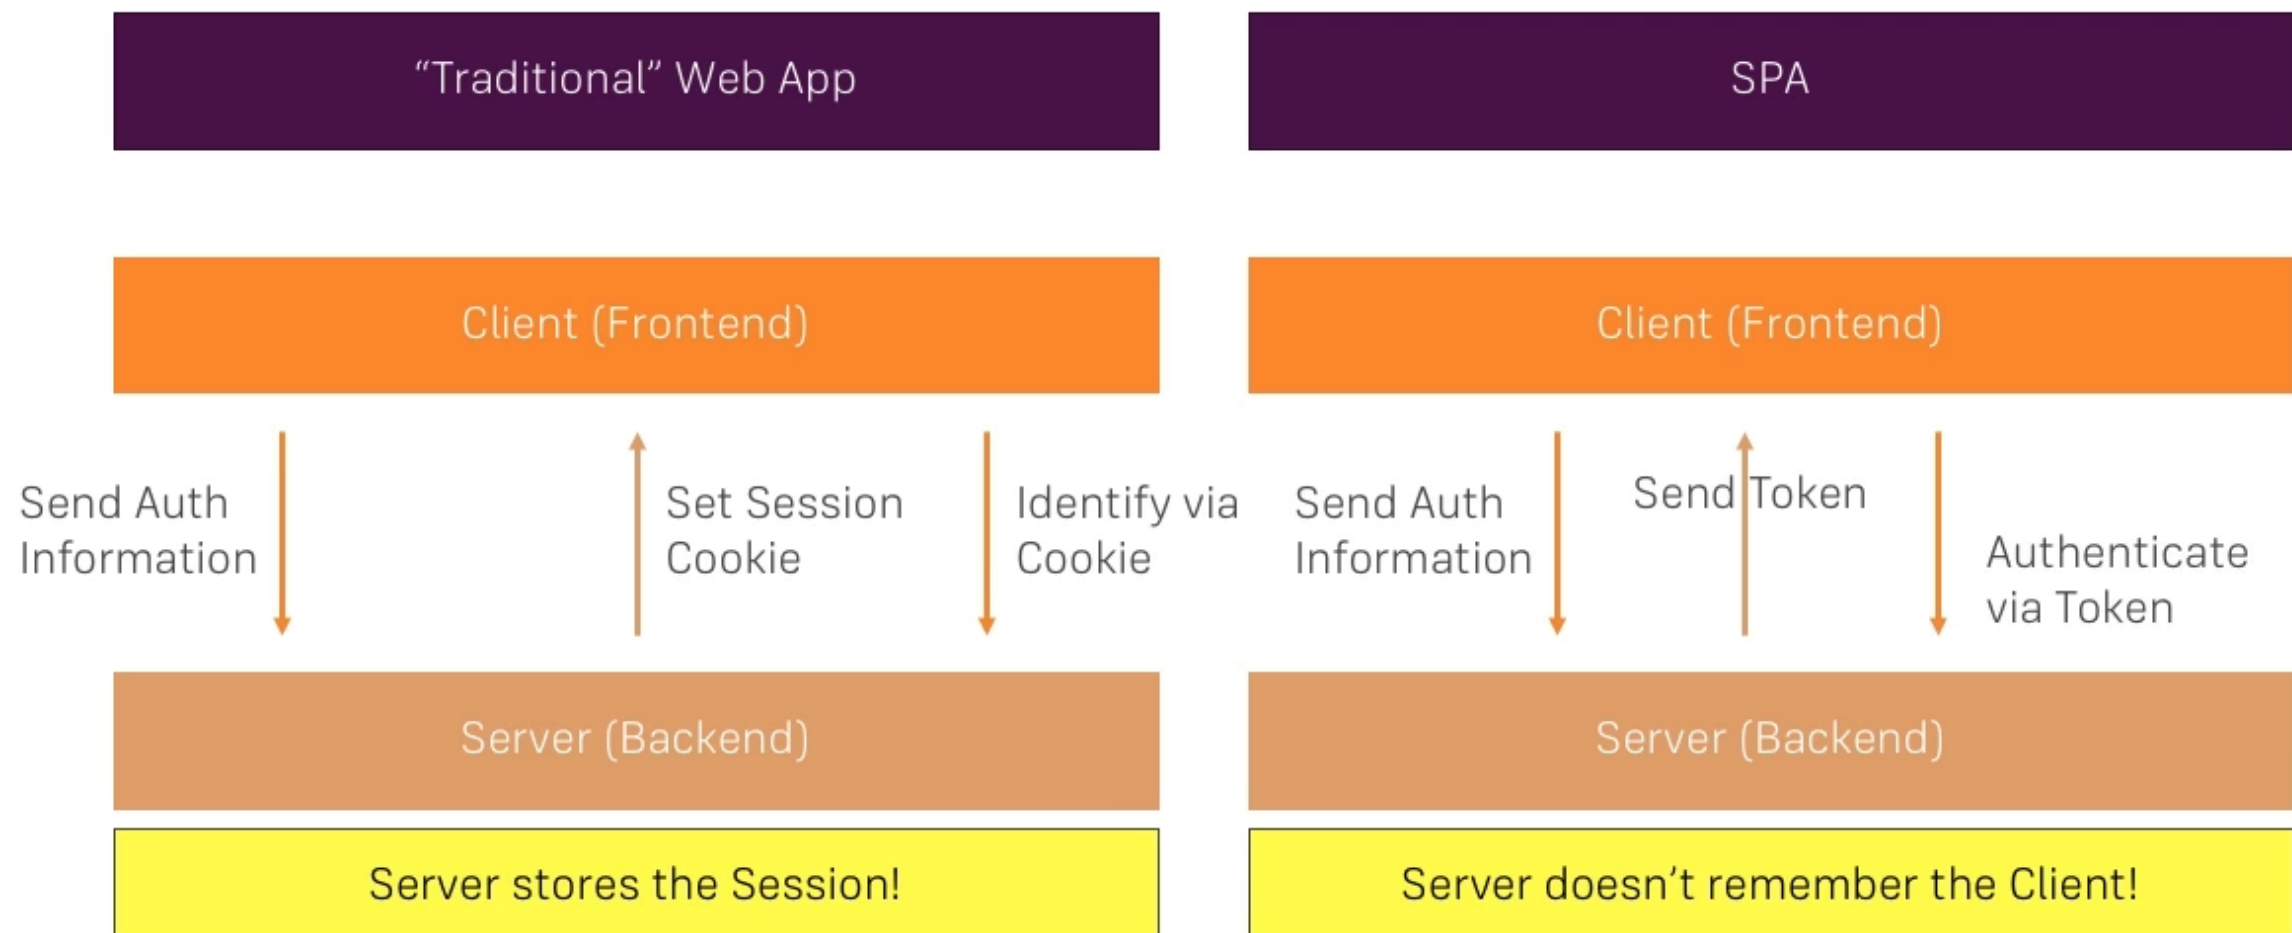 “Traditional” Web App
Client (Frontend)
Send Auth
Information
Set Session
Cookie
Identify via
Cookie
Server (Backend)
Server stores the Session!
SPA
Client (Frontend)
Send Auth
Information
Send Token
Authenticate
via Token
Server (Backend)
Server doesn’t remember the Client!